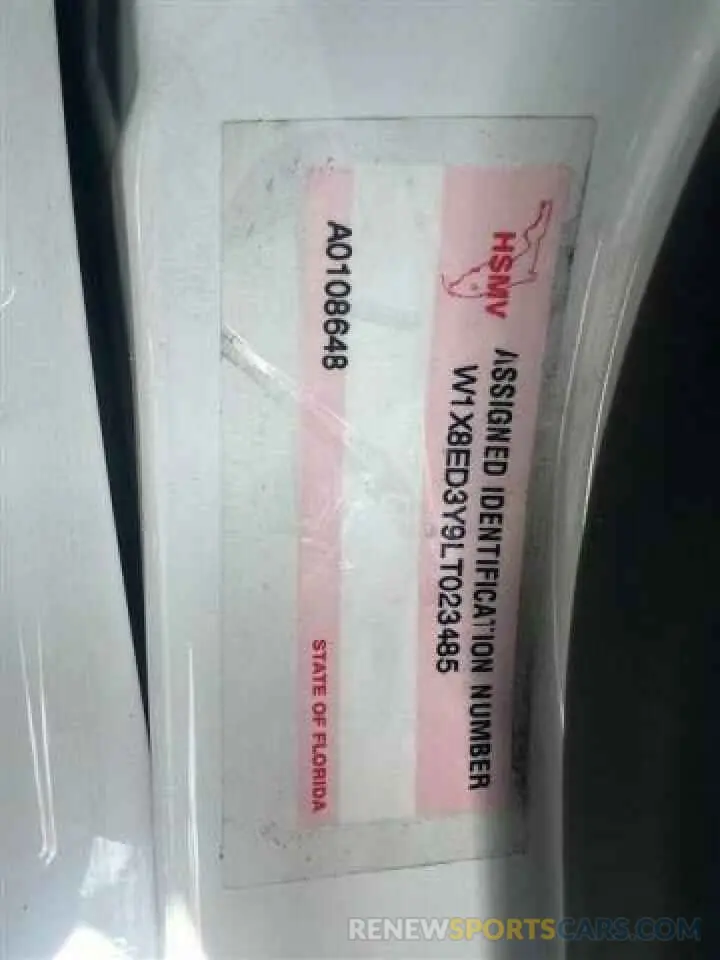 HSMV
ASSIGNED IDENTIFICATION NUMBER
W1X8ED3Y9LT023485
A0108648
STATE OF FLORIDA
RENEWSPORTSCARS.COM